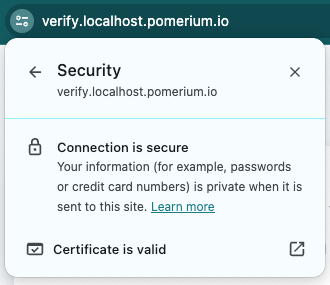 verify.localhost.pomerium.io
Security
verify.localhost.pomerium.io
Connection is secure
Your information (for example, passwords
or credit card numbers) is private when it is
sent to this site. Learn more
Certificate is valid